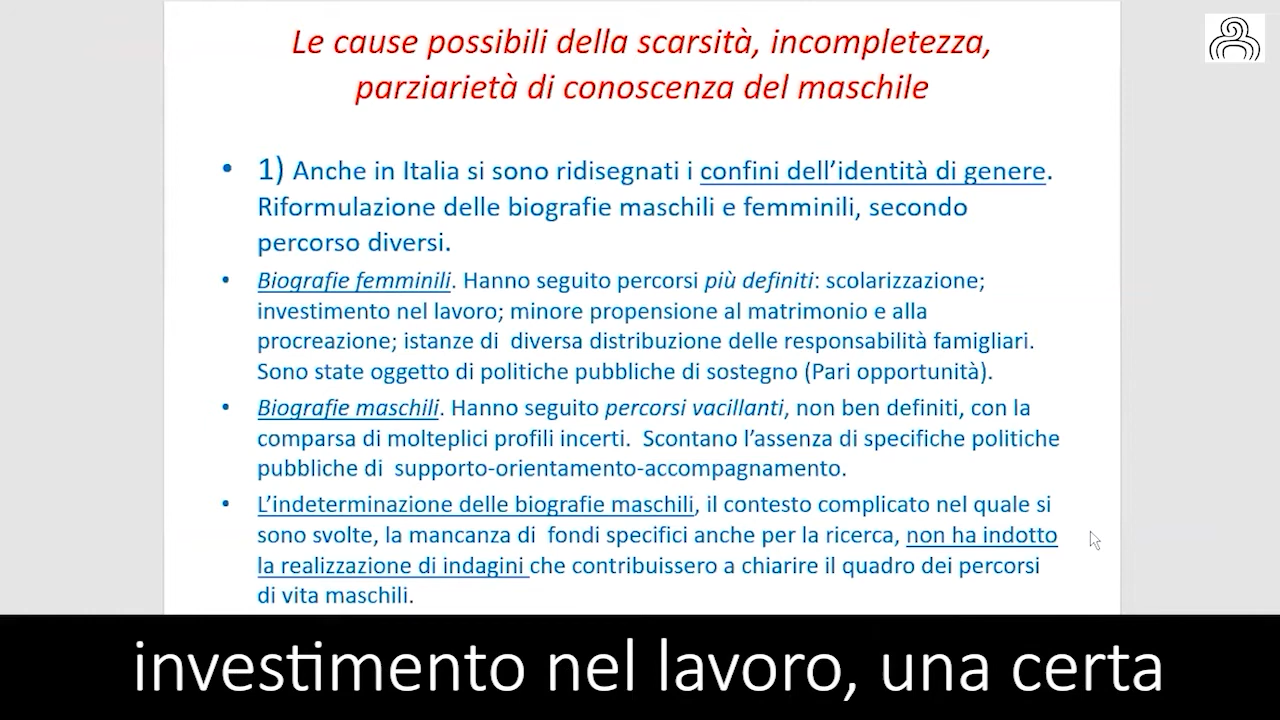 Le cause possibili della scarsità, incompletezza,
parziarietà di conoscenza del maschile
• 1) Anche in Italia si sono ridisegnati i confini dell’identità di genere.
Riformulazione delle biografie maschili e femminili, secondo
percorso diversi.
• Biografie femminili. Hanno seguito percorsi più definiti: scolarizzazione;
investimento nel lavoro; minore propensione al matrimonio e alla
procreazione; istanze di diversa distribuzione delle responsabilità famigliari.
Sono state oggetto di politiche pubbliche di sostegno (Pari opportunità).
• Biografie maschili. Hanno seguito percorsi vacillanti, non ben definiti, con la
comparsa di molteplici profili incerti. Scontano l’assenza di specifiche politiche
pubbliche di supporto-orientamento-accompagnamento.
• L’indeterminazione delle biografie maschili, il contesto complicato nel quale si
sono svolte, la mancanza di fondi specifici anche per la ricerca, non ha indotto
la realizzazione di indagini che contribuissero a chiarire il quadro dei percorsi
di vita maschili.
investimento nel lavoro, una certa